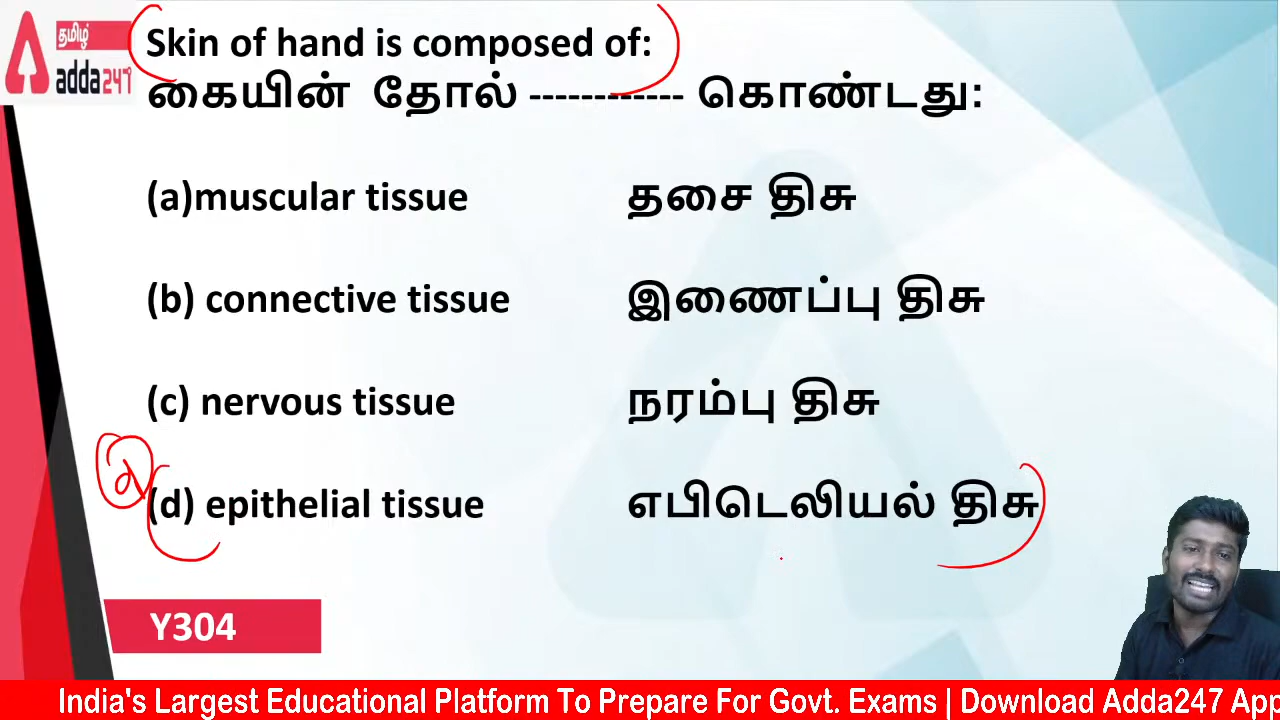 தமிழ்
adda247
Skin of hand is composed of:
கையின் தோல் ------------ கொண்டது:
(a)muscular tissue தசை திசு
(b) connective tissue இணைப்பு திசு
(c) nervous tissue நரம்பு திசு
d
(d) epithelial tissue எபிடெலியல் திசு
Y304
India's Largest Educational Platform To Prepare For Govt. Exams | Download Adda247 App